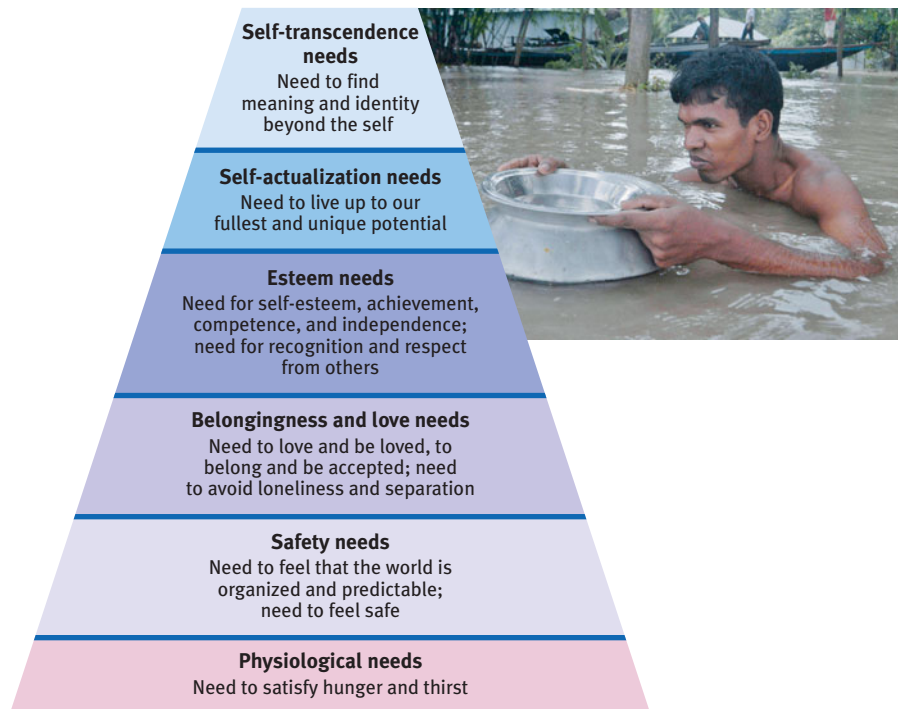 Self-transcendence
needs
Need to find
meaning and identity
beyond the self
Self-actualization needs
Need to live up to our
fullest and unique potential
Esteem needs
Need for self-esteem, achievement,
competence, and independence;
need for recognition and respect
from others
Belongingness and love needs
Need to love and be loved, to
belong and be accepted; need
to avoid loneliness and separation
Safety needs
Need to feel that the world is
organized and predictable;
need to feel safe
Physiological needs
Need to satisfy hunger and thirst